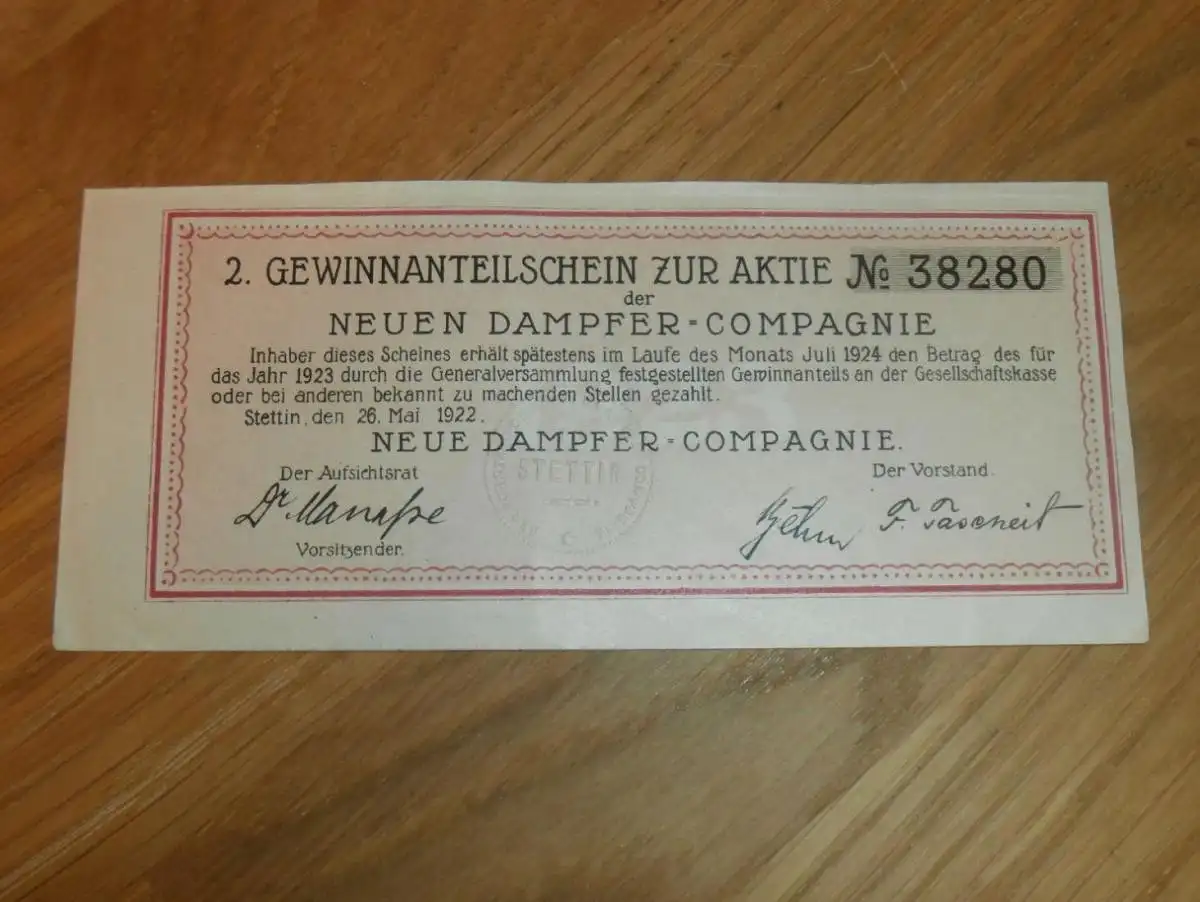 2. GEWINNANTEILSCHEIN ZUR AKTIE № 38280
der
NEUEN DAMPFER-COMPAGNIE
Inhaber dieses Scheines erhält spätestens im Laufe des Monats Juli 1924 den Betrag des für
das Jahr 1923 durch die Generalversammlung festgestellten Gewinnanteils an der Gesellschaftskasse
oder bei anderen bekannt zu machenden Stellen gezahlt.
Stettin, den 26. Mai 1922.
NEUE DAMPFER-COMPAGNIE.
STETTIN
Der Aufsichtsrat
Der Vorstand.
Dr Manasse
F. Tascheit
Vorsitzender.